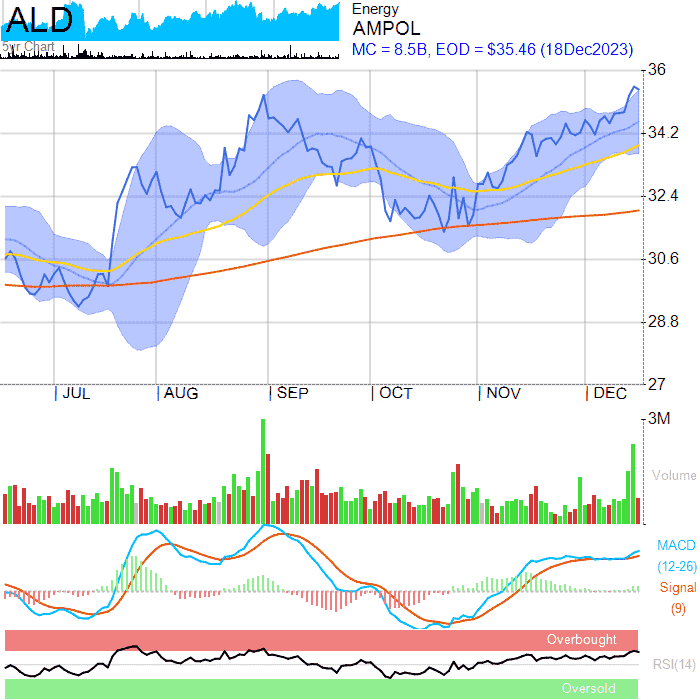 ALD
5yr Chart
Energy
AMPOL
MC = 8.5B, EOD = $35.46 (18Dec2023)
36
34.2
32.4
30.6
28.8
27
JUL AUG SEP OCT NOV DEC
3M
Volume
MACD
(12-26)
Signal
(9)
Overbought
RSI(14)
Oversold